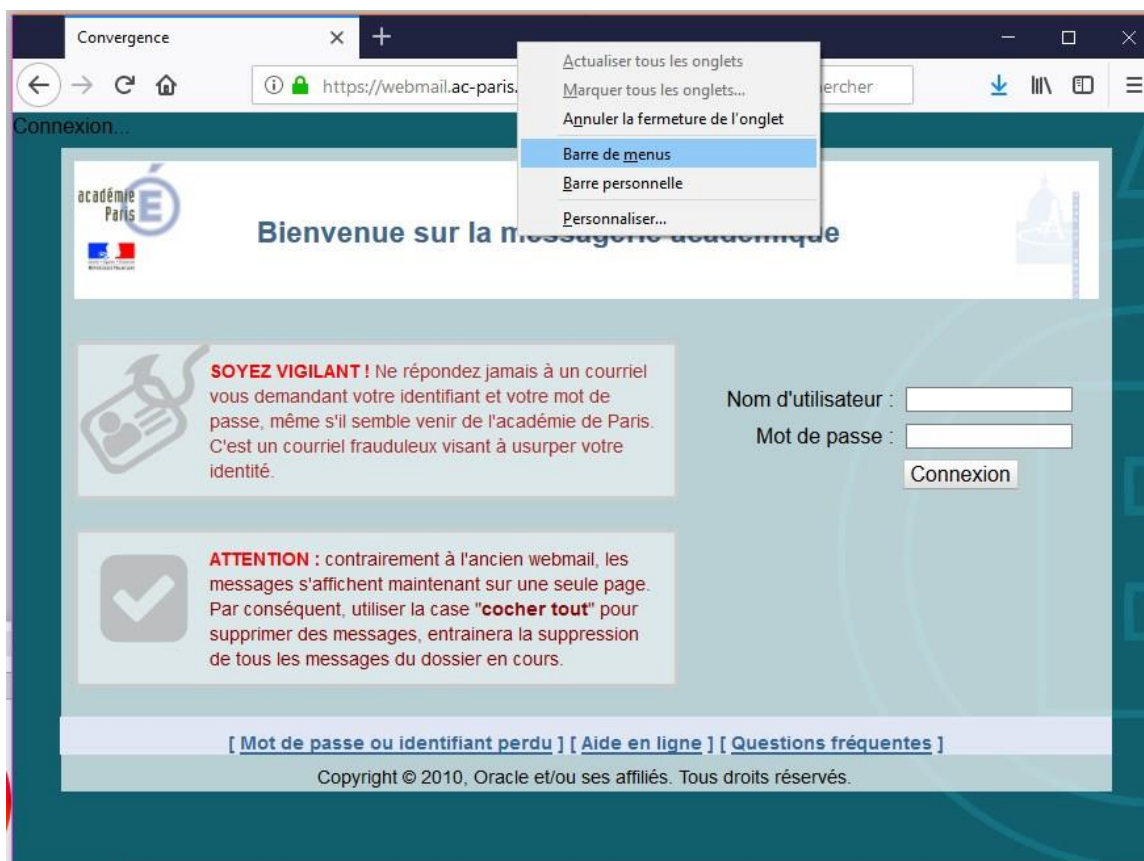 Convergence
Actualiser tous les onglets
https://webmail.ac-paris.
Marquer tous les onglets...
ercher
Annuler la fermeture de l'onglet
Connexion...
Barre de menus
Barre personnelle
Personnaliser...
académie
Paris
Bienvenue sur la messagerie académique
SOYEZ VIGILANT ! Ne répondez jamais à un courriel
vous demandant votre identifiant et votre mot de
passe, même s'il semble venir de l'académie de Paris.
C'est un courriel frauduleux visant à usurper votre
identité.
Nom d'utilisateur :
Mot de passe :
Connexion
ATTENTION : contrairement à l'ancien webmail, les
messages s'affichent maintenant sur une seule page.
Par conséquent, utiliser la case "cocher tout" pour
supprimer des messages, entrainera la suppression
de tous les messages du dossier en cours.
[ Mot de passe ou identifiant perdu ] [ Aide en ligne ] [ Questions fréquentes ]
Copyright © 2010, Oracle et/ou ses affiliés. Tous droits réservés.